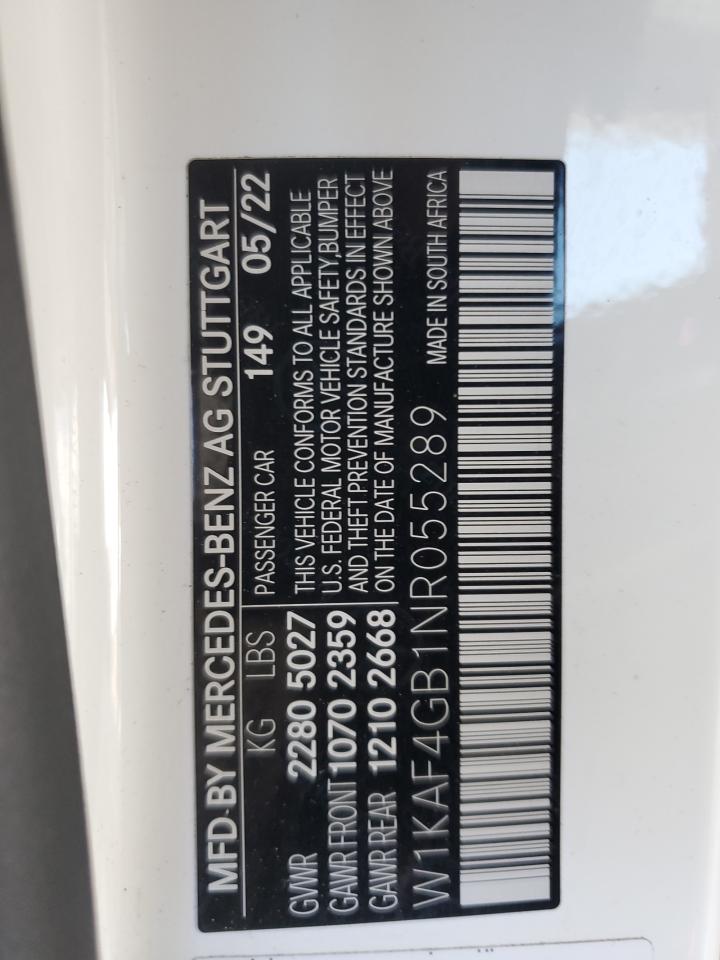 MFD·BY MERCEDES-BENZ AG STUTTGART
KG LBS PASSENGER CAR 149 05/22
GVWR 2280 5027 THIS VEHICLE CONFORMS TO ALL APPLICABLE
GAWR FRONT 1070 2359 U.S. FEDERAL MOTOR VEHICLE SAFETY,BUMPER
AND THEFT PREVENTION STANDARDS IN EFFECT
GAWR REAR 1210 2668 ON THE DATE OF MANUFACTURE SHOWN ABOVE
W1KAF4GB1NR055289 MADE IN SOUTH AFRICA